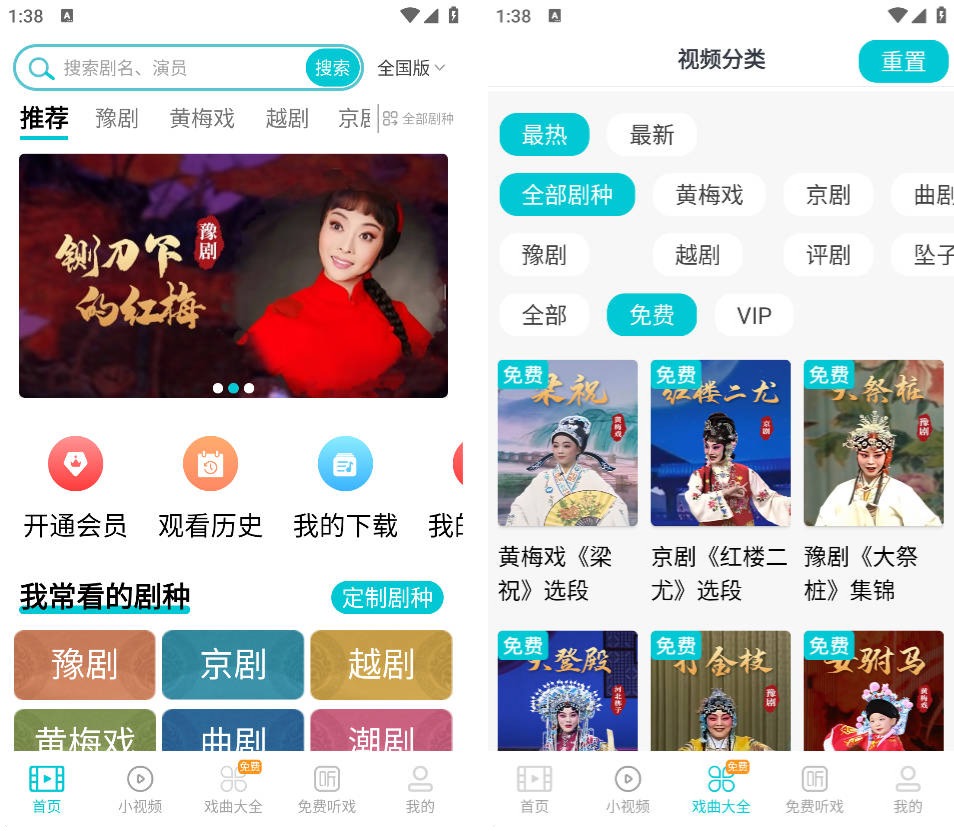 1:38
搜索剧名、演员
搜索
全国版
推荐
豫剧
黄梅戏
越剧
京剧
全部剧种
铡刀下
的红梅
豫剧
开通会员
观看历史
我的下载
我的
我常看的剧种
定制剧种
豫剧
京剧
越剧
黄梅戏
曲剧
潮剧
首页
小视频
戏曲大全
免费
免费听戏
听
我的
1:38
视频分类
重置
最热
最新
全部剧种
黄梅戏
京剧
曲剧
豫剧
越剧
评剧
坠子
全部
免费
VIP
免费
梁祝
黄梅戏
免费
红楼二尤
京剧
免费
大祭桩
豫剧
黄梅戏《梁
祝》选段
京剧《红楼二
尤》选段
豫剧《大祭
桩》集锦
免费
大登殿
河北梆子
免费
打金枝
豫剧
免费
女驸马
黄梅戏
首页
小视频
戏曲大全
免费
免费听戏
听
我的